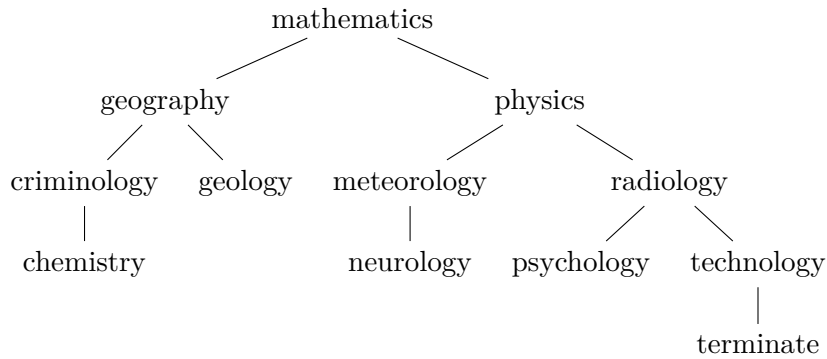 mathematics
geography physics
criminology geology meteorology radiology
chemistry neurology psychology technology
terminate